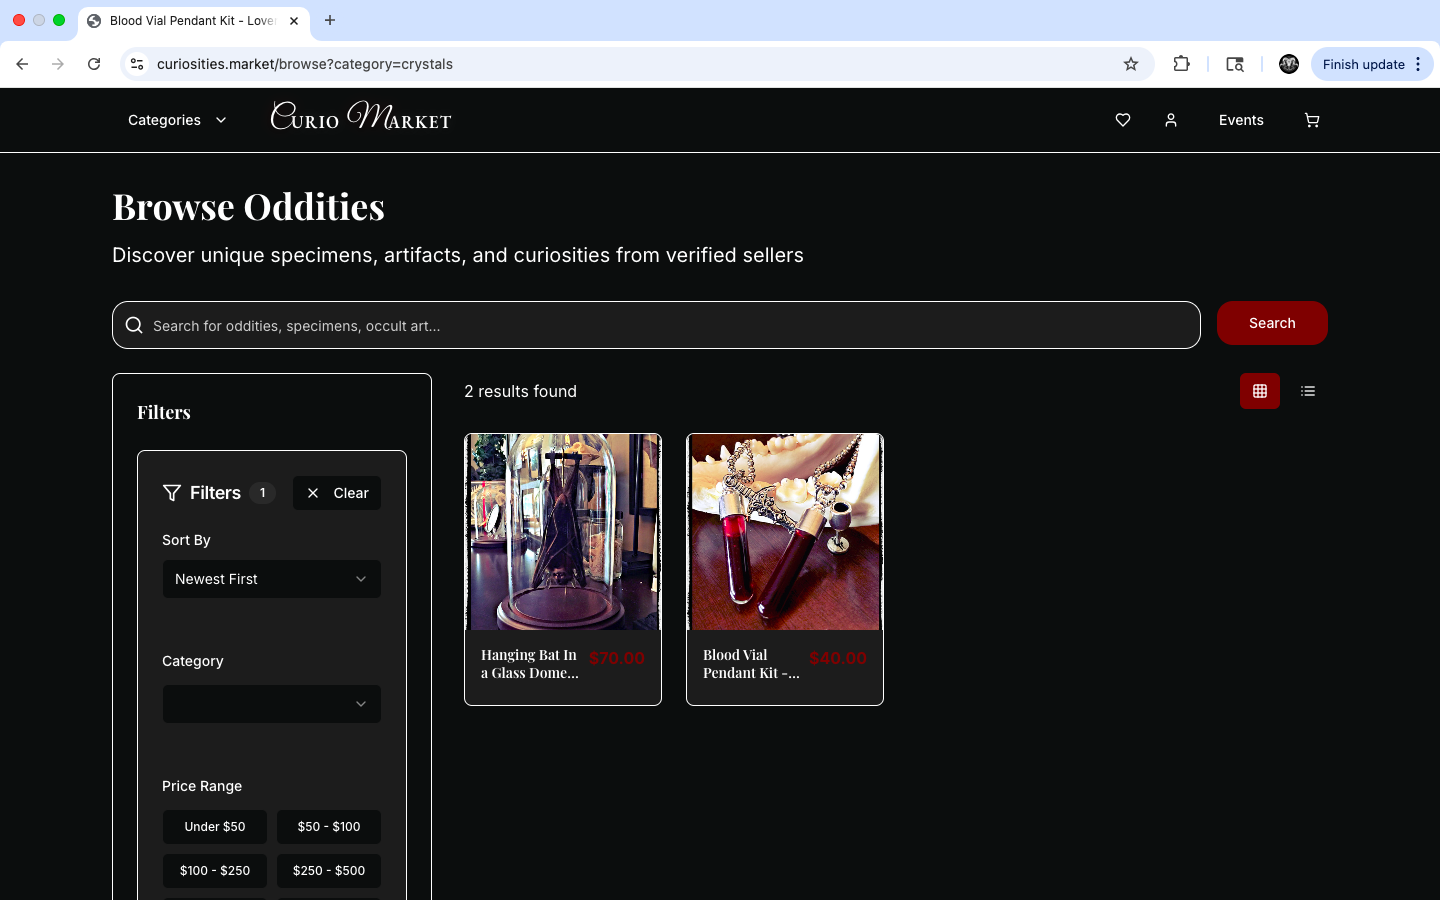 Blood Vial Pendant Kit - Lover
curiosities.market/browse?category=crystals
Finish update
Categories
Curio Market
Events
Browse Oddities
Discover unique specimens, artifacts, and curiosities from verified sellers
Search for oddities, specimens, occult art...
Search
Filters
2 results found
Filters 1
Clear
Sort By
Newest First
Category
Price Range
Under $50
$50 - $100
$100 - $250
$250 - $500
Hanging Bat In
a Glass Dome...
$70.00
Blood Vial
Pendant Kit -...
$40.00